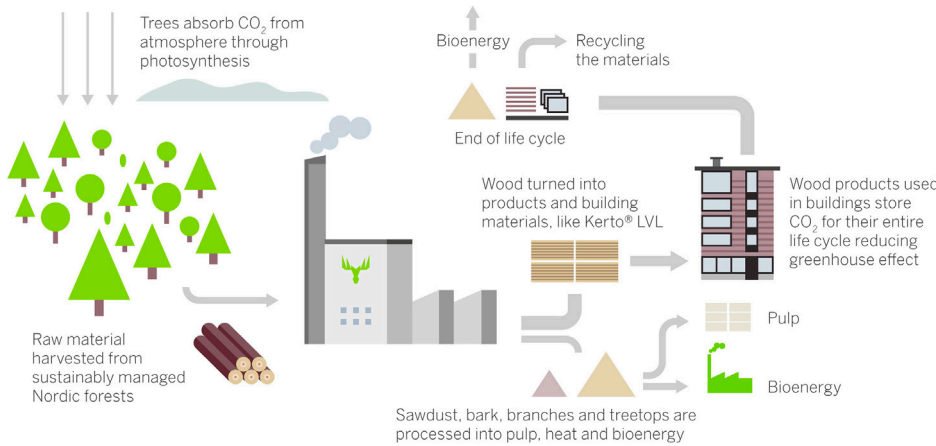 Trees absorb CO₂ from
atmosphere through
photosynthesis
Bioenergy
Recycling
the materials
End of life cycle
Wood turned into
products and building
materials, like Kerto® LVL
Wood products used
in buildings store
CO₂ for their entire
life cycle reducing
greenhouse effect
Raw material
harvested from
sustainably managed
Nordic forests
Pulp
Bioenergy
Sawdust, bark, branches and treetops are
processed into pulp, heat and bioenergy